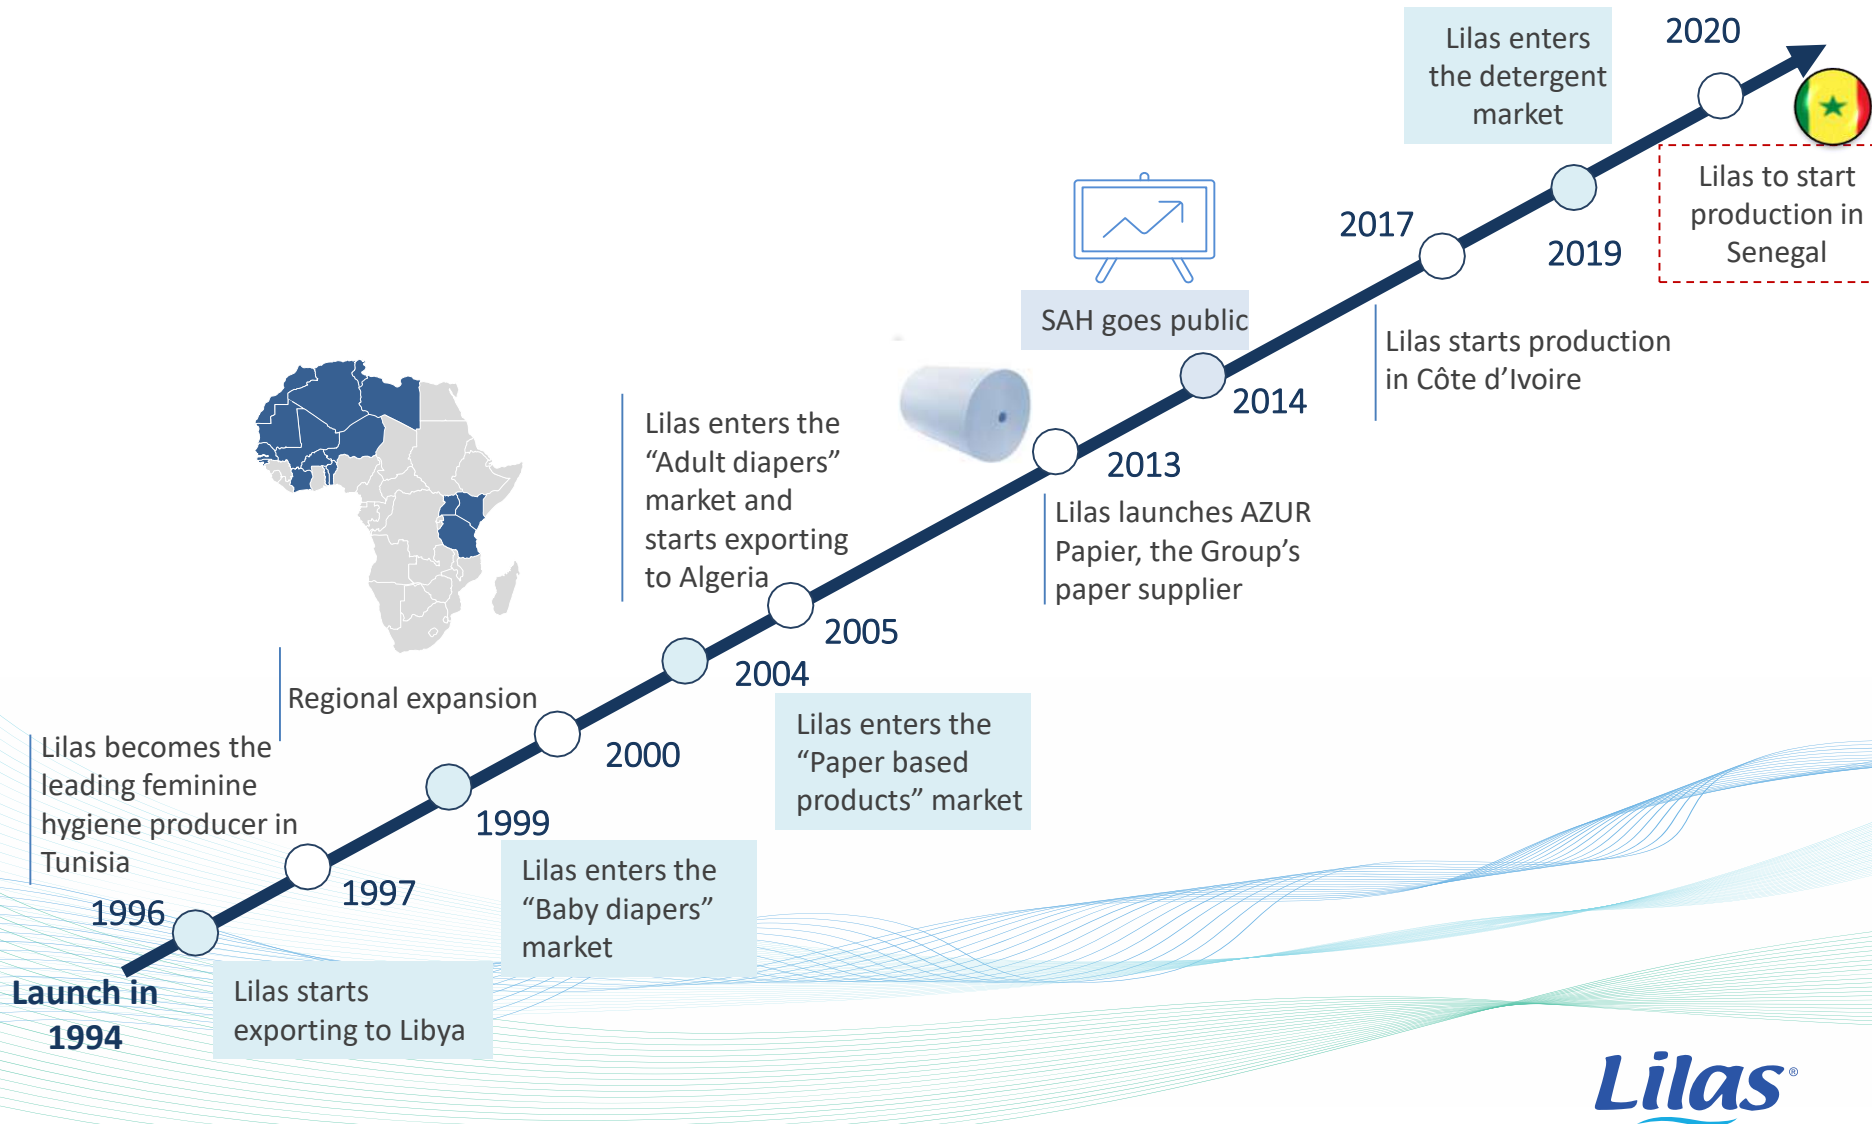 Launch in
1994
1996
Lilas starts
exporting to Libya
Lilas becomes the
leading feminine
hygiene producer in
Tunisia
1997
1999
Lilas enters the
“Baby diapers”
market
Regional expansion
2000
2004
Lilas enters the
“Paper based
products” market
Lilas enters the
“Adult diapers”
market and
starts exporting
to Algeria
2005
2013
Lilas launches AZUR
Papier, the Group’s
paper supplier
SAH goes public
2014
2017
Lilas starts production
in Côte d’Ivoire
Lilas enters
the detergent
market
2019
2020
Lilas to start
production in
Senegal
Lilas®